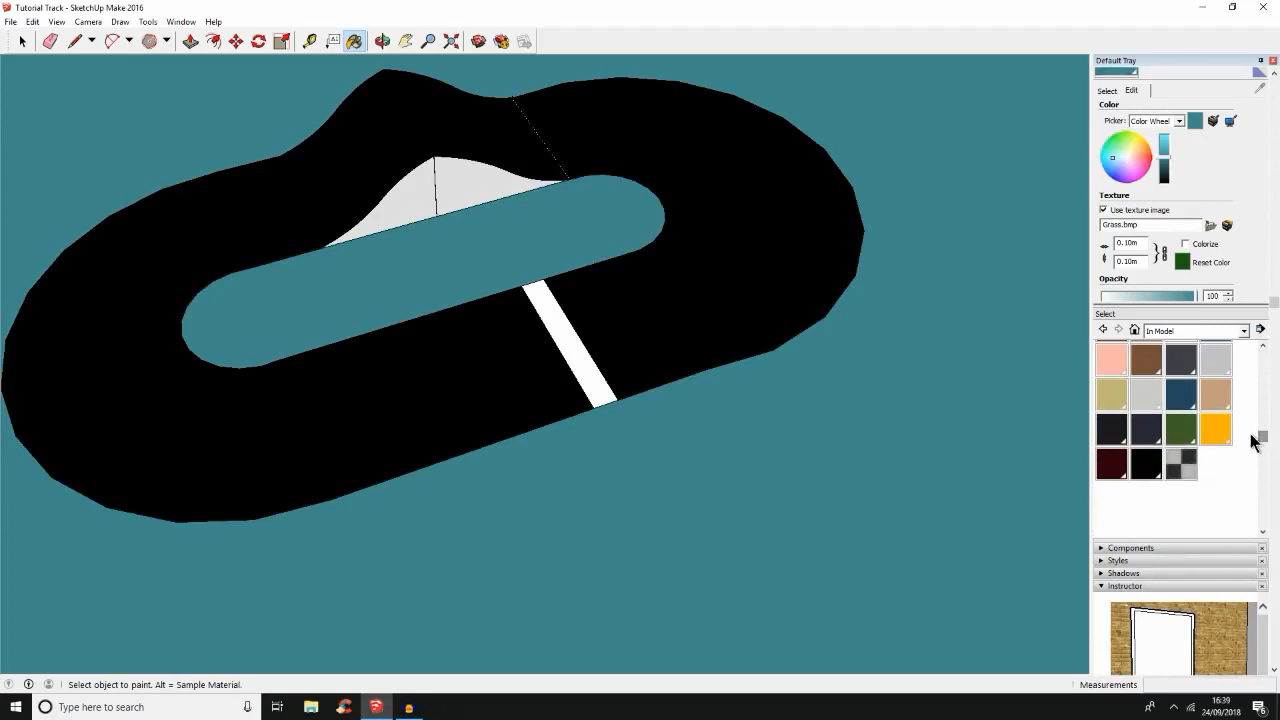 Tutorial Track - SketchUp Make 2016
File Edit View Camera Draw Tools Window Help
Default Tray
Select Edit
Color
Picker: Color Wheel
Texture
Use texture image
Grass.bmp
0.10m Colorize
0.10m Reset Color
Opacity
100
Select
In Model
Components
Styles
Shadows
Instructor
Select object to paint. Alt = Sample Material.
Measurements
Type here to search
16:39
24/09/2018
6